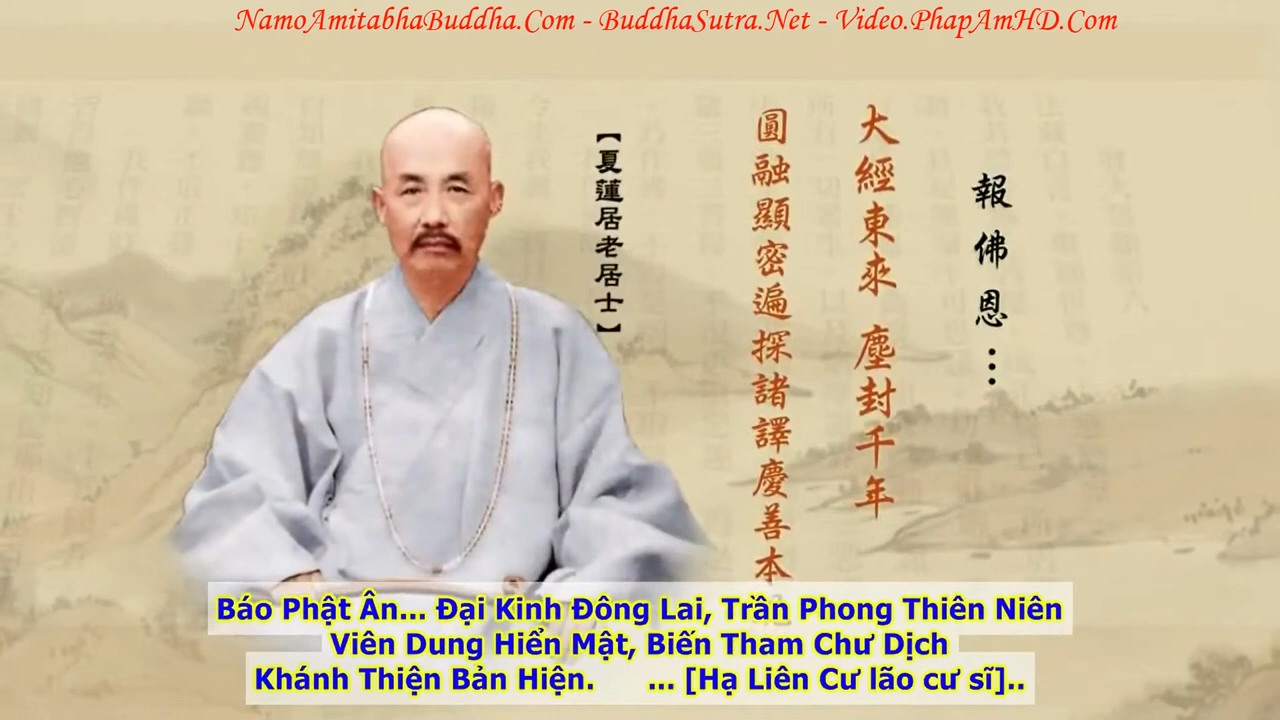 NamoAmitabhaBuddha.Com - BuddhaSutra.Net - Video.PhapAmHD.Com
報佛恩…
大經東來 塵封千年
圓融顯密遍探諸譯慶善本
【夏蓮居老居士】
Báo Phật Ân... Đại Kinh Đông Lai, Trần Phong Thiên Niên
Viên Dung Hiển Mật, Biến Tham Chư Dịch
Khánh Thiện Bản Hiện. ... [Hạ Liên Cư lão cư sĩ]..